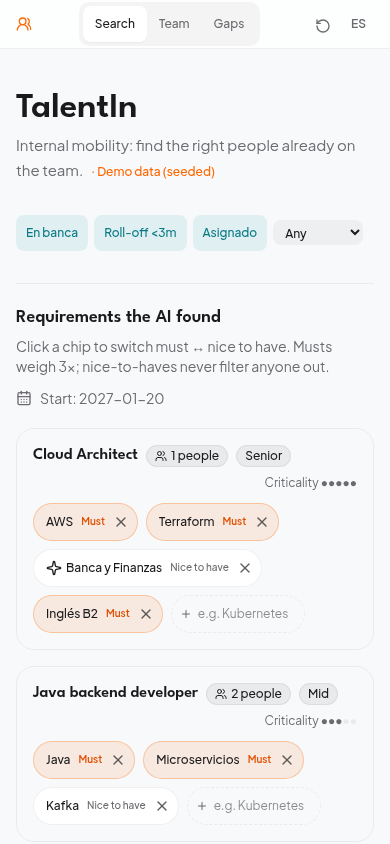 Search Team Gaps ES
TalentIn
Internal mobility: find the right people already on
the team. · Demo data (seeded)
En banca Roll-off <3m Asignado Any
Requirements the AI found
Click a chip to switch must ↔ nice to have. Musts
weigh 3×; nice-to-haves never filter anyone out.
Start: 2027-01-20
Cloud Architect 1 people Senior
Criticality
AWS Must Terraform Must
Banca y Finanzas Nice to have
Inglés B2 Must + e.g. Kubernetes
Java backend developer 2 people Mid
Criticality
Java Must Microservicios Must
Kafka Nice to have + e.g. Kubernetes